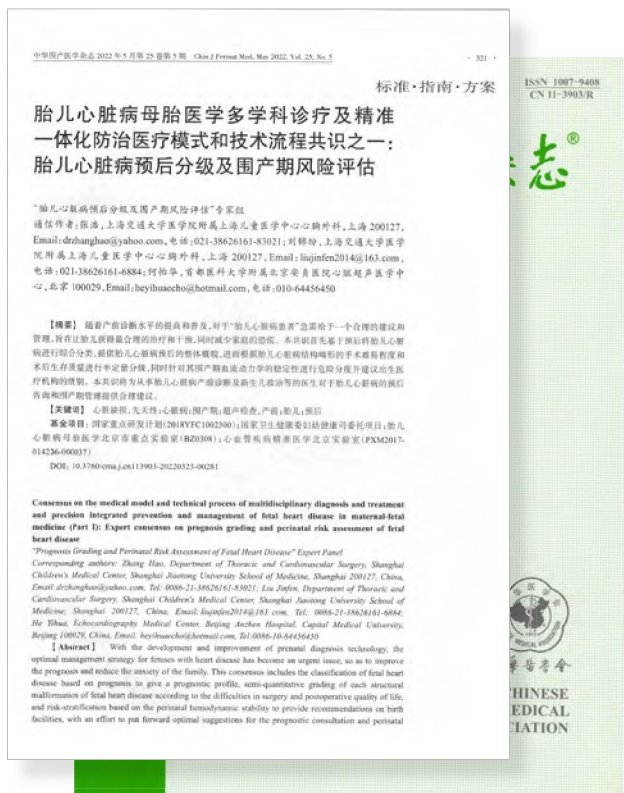 中华围产医学杂志 2022 年 5 月第 25 卷第 5 期 Chin J Perinat Med, May 2022, Vol. 25, No. 5
· 321 ·
标准·指南·方案
胎儿心脏病母胎医学多学科诊疗及精准
一体化防治医疗模式和技术流程共识之一：
胎儿心脏病预后分级及围产期风险评估
“胎儿心脏病预后分级及围产期风险评估”专家组
通信作者：张浩，上海交通大学医学院附属上海儿童医学中心心胸外科，上海 200127，
Email:drzhanghao@yahoo.com，电话：021-38626161-83021；刘锦纷，上海交通大学医学
院附属上海儿童医学中心心胸外科，上海 200127，Email：liujinfen2014@163.com，
电话：021-38626161-6884；何怡华，首都医科大学附属北京安贞医院心脏超声医学中
心，北京 100029，Email:heyihuaecho@hotmail.com，电话：010-64456450
【摘要】 随着产前诊断水平的提高和普及，对于“胎儿心脏病患者”急需给予一个合理的建议和
管理，旨在让胎儿获得最合理的治疗和干预，同时减少家庭的恐慌。本共识首先基于预后将胎儿心脏
病进行综合分类，提供胎儿心脏病预后的整体概貌，进而根据胎儿心脏病结构畸形的手术难易程度和
术后生存质量进行半定量分级，同时针对其围产期血流动力学的稳定性进行危险分度并建议出生医
疗机构的级别。本共识将为从事胎儿心脏病产前诊断及新生儿救治等的医生对于胎儿心脏病的预后
咨询和围产期管理提供合理建议。
【关键词】 心脏缺损，先天性；心脏病；围产期；超声检查，产前；胎儿；预后
基金项目：国家重点研发计划（2018YFC1002300）；国家卫生健康委妇幼健康司委托项目；胎儿
心脏病母胎医学北京市重点实验室（BZ0308）；心血管疾病精准医学北京实验室（PXM2017-
014226-000037）
DOI：10.3760/cma.j.cn113903-20220323-00281
Consensus on the medical model and technical process of multidisciplinary diagnosis and treatment
and precision integrated prevention and management of fetal heart disease in maternal-fetal
medicine (Part I): Expert consensus on prognosis grading and perinatal risk assessment of fetal
heart disease
"Prognosis Grading and Perinatal Risk Assessment of Fetal Heart Disease" Expert Panel
Corresponding authors: Zhang Hao, Department of Thoracic and Cardiovascular Surgery, Shanghai
Children's Medical Center, Shanghai Jiaotong University School of Medicine, Shanghai 200127, China,
Email: drzhanghao@yahoo.com, Tel: 0086-21-38626161-83021; Liu Jinfen, Department of Thoracic and
Cardiovascular Surgery, Shanghai Children's Medical Center, Shanghai Jiaotong University School of
Medicine; Shanghai 200127, China, Email: liujinfen2014@163.com, Tel: 0086-21-38626161-6884;
He Yihua, Echocardiography Medical Center, Beijing Anzhen Hospital, Capital Medical University,
Beijing 100029, China, Email: heyihuaecho@hotmail.com, Tel:0086-10-64456450
【Abstract】 With the development and improvement of prenatal diagnosis technology, the
optimal management strategy for fetuses with heart disease has become an urgent issue, so as to improve
the prognosis and reduce the anxiety of the family. This consensus includes the classification of fetal heart
disease based on prognosis to give a prognostic profile, semi-quantitative grading of each structural
malformation of fetal heart disease according to the difficulties in surgery and postoperative quality of life,
and risk-stratification based on the perinatal hemodynamic stability to provide recommendations on birth
facilities, with an effort to put forward optimal suggestions for the prognostic consultation and perinatal
ISSN 1007-9408
CN 11-3903/R
志®
HINESE
EDICAL
CIATION